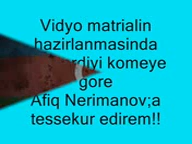 Vidyo matrialin
hazirlanmasinda
komeye
gore
Afiq Nerimanov;a
tessekur edirem!!